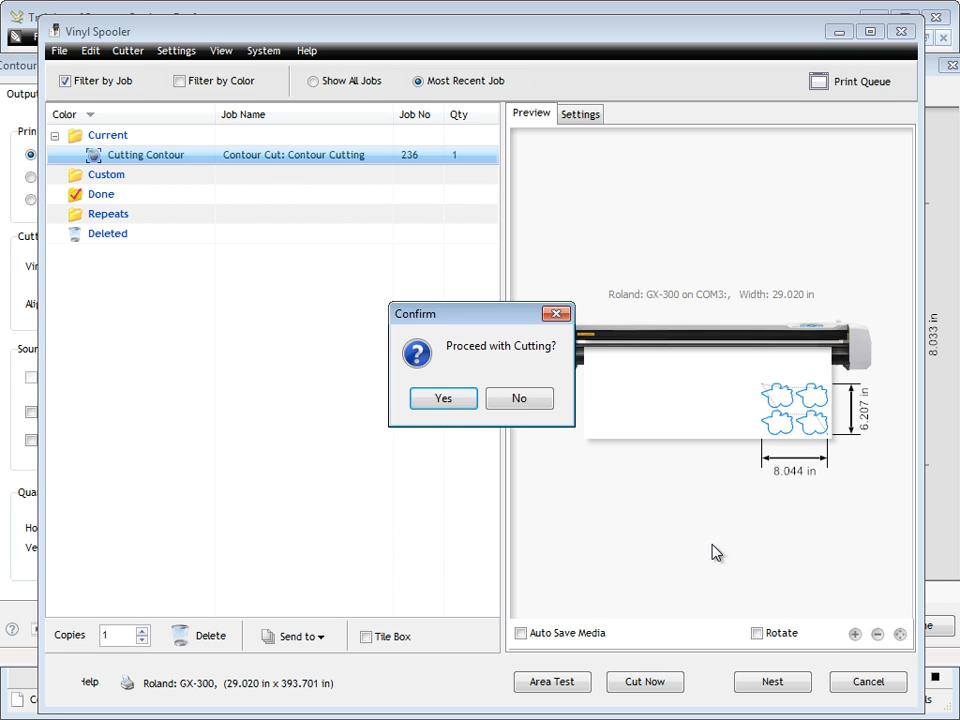 Vinyl Spooler
File Edit Cutter Settings View System Help
Filter by Job Filter by Color Show All Jobs Most Recent Job Print Queue
Color Job Name Job No Qty
Preview Settings
Current
Cutting Contour Contour Cut: Contour Cutting 236 1
Custom
Done
Repeats
Deleted
Roland: GX-300 on COM3:, Width: 29.020 in
Confirm
Proceed with Cutting?
Yes No
6.207 in
8.044 in
8.033 in
Copies 1 Delete Send to Tile Box
Auto Save Media Rotate
Help Roland: GX-300, (29.020 in x 393.701 in)
Area Test Cut Now Nest Cancel